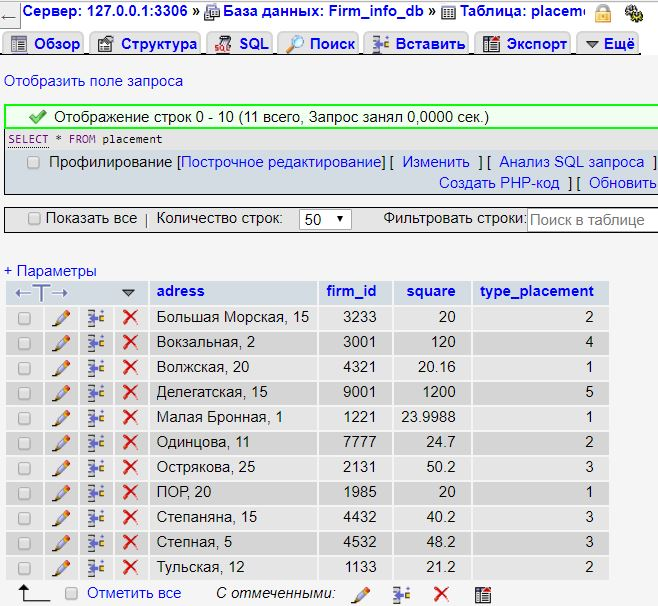 Сервер: 127.0.0.1:3306 » База данных: Firm_info_db » Таблица: placem
Обзор Структура SQL Поиск Вставить Экспорт Ещё
Отобразить поле запроса
Отображение строк 0 - 10 (11 всего, Запрос занял 0,0000 сек.)
SELECT * FROM placement
Профилирование [Построчное редактирование] [ Изменить ] [ Анализ SQL запроса ]
Создать PHP-код ] [ Обновить
Показать все | Количество строк: 50 Фильтровать строки: Поиск в таблице
+ Параметры
←T→ adress firm_id square type_placement
Большая Морская, 15 3233 20 2
Вокзальная, 2 3001 120 4
Волжская, 20 4321 20.16 1
Делегатская, 15 9001 1200 5
Малая Бронная, 1 1221 23.9988 1
Одинцова, 11 7777 24.7 2
Острякова, 25 2131 50.2 3
ПОР, 20 1985 20 1
Степаняна, 15 4432 40.2 3
Степная, 5 4532 48.2 3
Тульская, 12 1133 21.2 2
Отметить все С отмеченными: